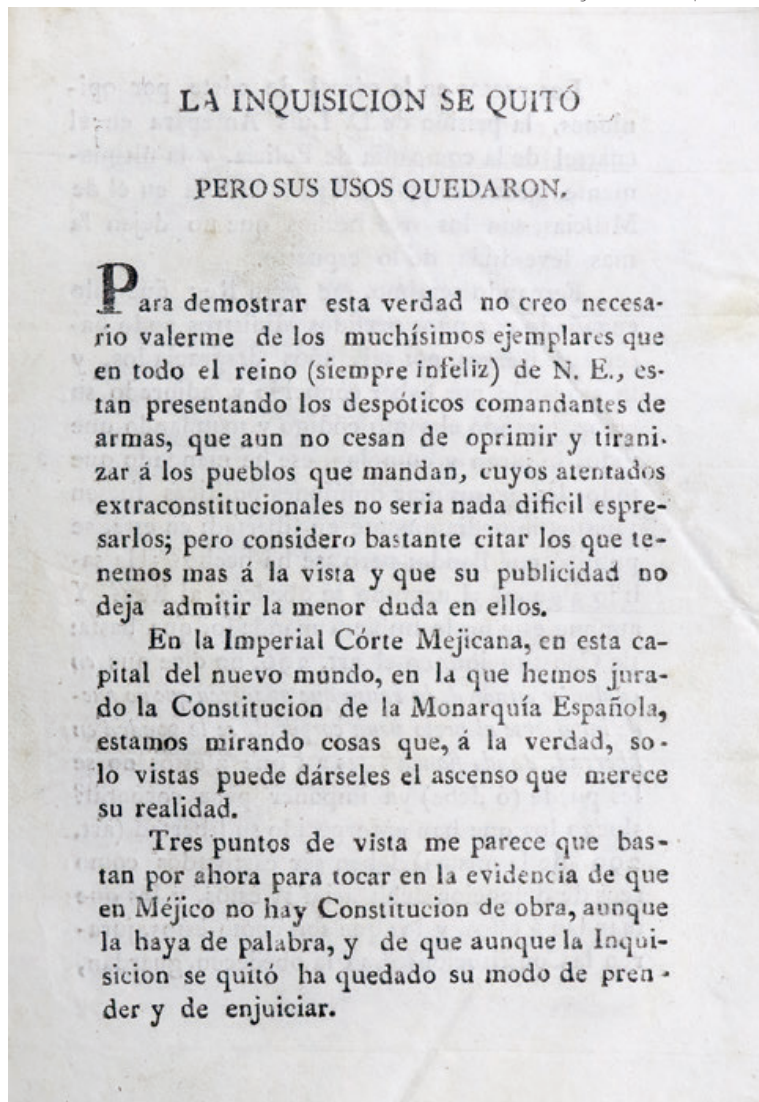 LA INQUISICION SE QUITÓ
PERO SUS USOS QUEDARON.
Para demostrar esta verdad no creo necesa-
rio valerme de los muchísimos ejemplares que
en todo el reino (siempre infeliz) de N. E., es-
tan presentando los despóticos comandantes de
armas, que aun no cesan de oprimir y tirani-
zar á los pueblos que mandan, cuyos atentados
extraconstitucionales no seria nada dificil espre-
sarlos; pero considero bastante citar los que te-
nemos mas á la vista y que su publicidad no
deja admitir la menor duda en ellos.
En la Imperial Córte Mejicana, en esta ca-
pital del nuevo mundo, en la que hemos jura-
do la Constitucion de la Monarquía Española,
estamos mirando cosas que, á la verdad, so-
lo vistas puede dárseles el ascenso que merece
su realidad.
Tres puntos de vista me parece que bas-
tan por ahora para tocar en la evidencia de que
en Méjico no hay Constitucion de obra, aunque
la haya de palabra, y de que aunque la Inqui-
sicion se quitó ha quedado su modo de pren-
der y de enjuiciar.